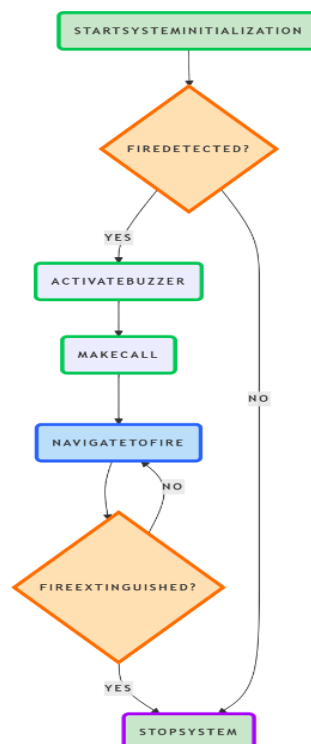 STARTSYSTEMINITIALIZATION
FIREDETECTED?
YES
ACTIVATEBUZZER
MAKECALL
NO
NAVIGATETOFIRE
NO
FIREEXTINGUISHED?
YES
STOPSYSTEM